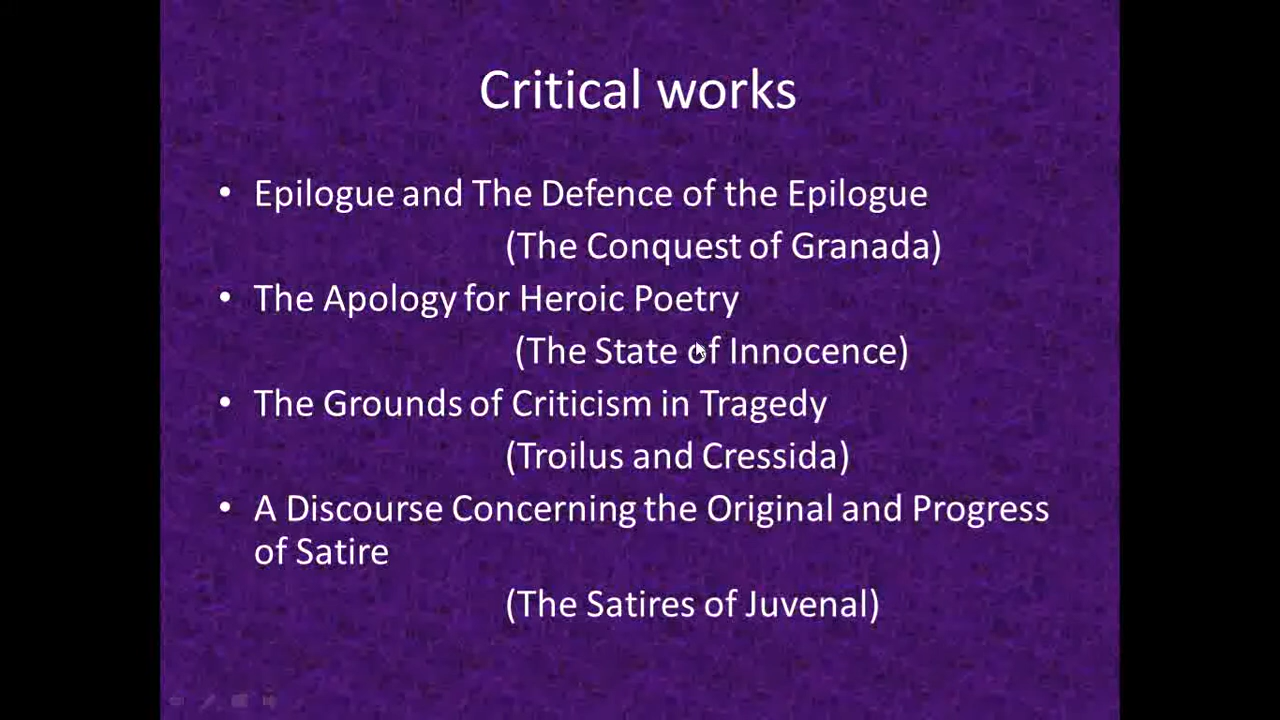 Critical works
• Epilogue and The Defence of the Epilogue
(The Conquest of Granada)
• The Apology for Heroic Poetry
(The State of Innocence)
• The Grounds of Criticism in Tragedy
(Troilus and Cressida)
• A Discourse Concerning the Original and Progress
of Satire
(The Satires of Juvenal)